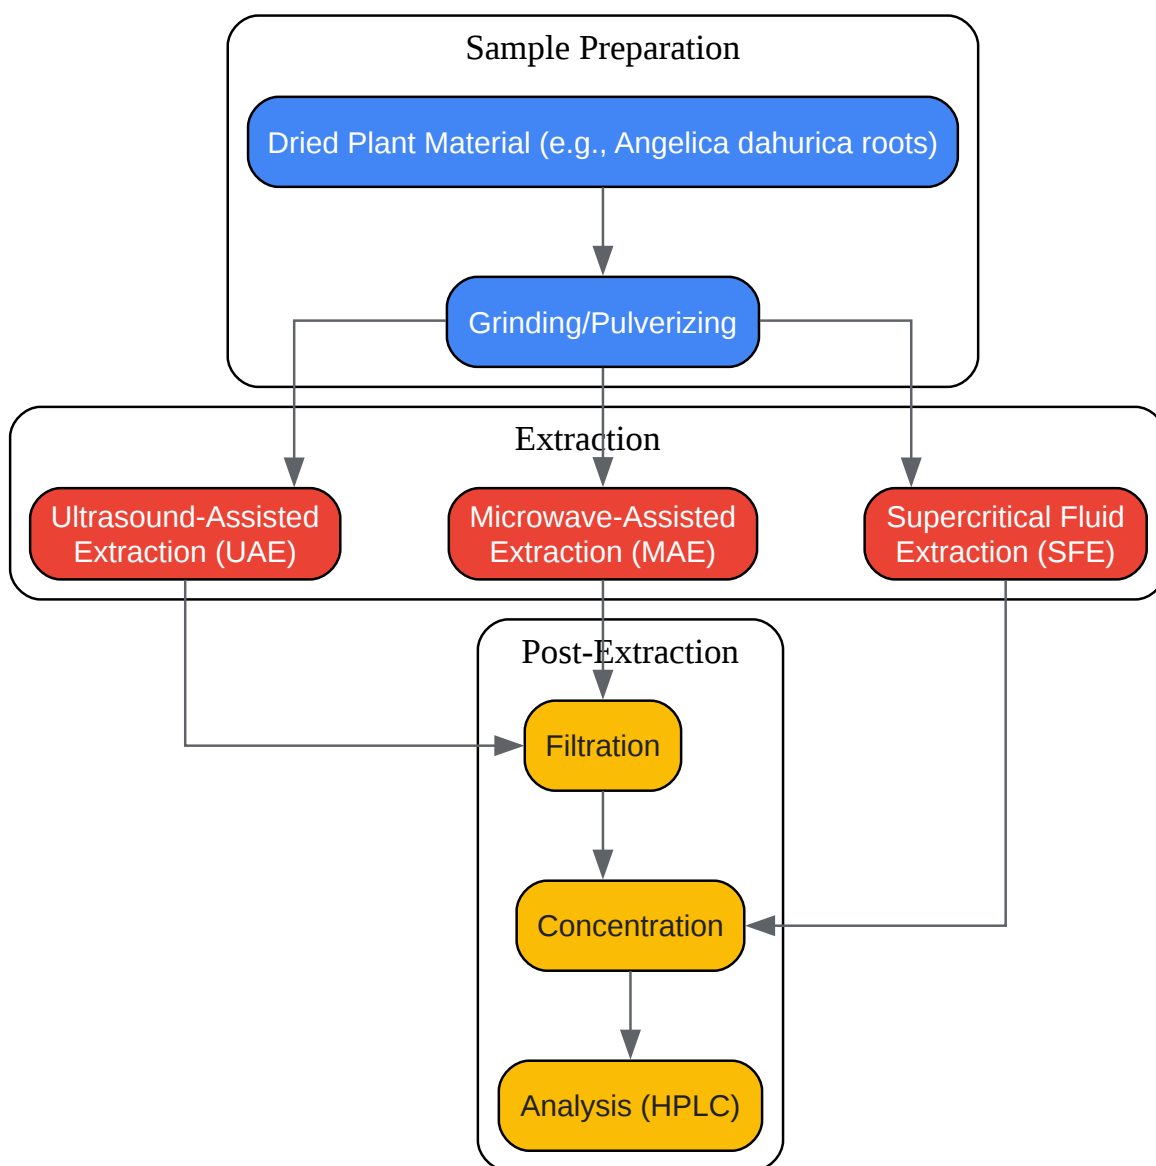 Sample Preparation
Dried Plant Material (e.g., Angelica dahurica roots)
Grinding/Pulverizing
Extraction
Ultrasound-Assisted
Extraction (UAE)
Microwave-Assisted
Extraction (MAE)
Supercritical Fluid
Extraction (SFE)
Post-Extraction
Filtration
Concentration
Analysis (HPLC)